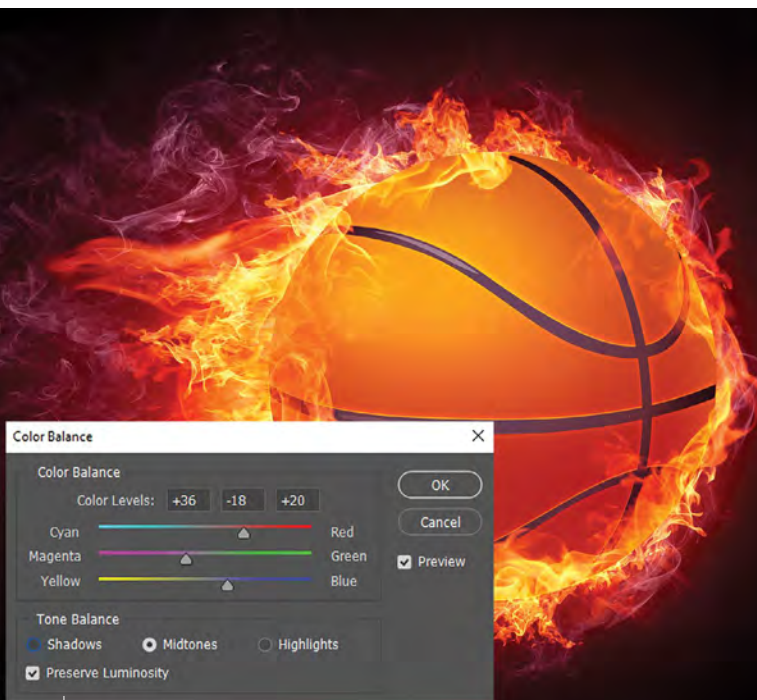 Color Balance
Color Balance
OK
Color Levels: +36 -18 +20
Cancel
Cyan Red
Magenta Green
Preview
Yellow Blue
Tone Balance
Shadows Midtones Highlights
Preserve Luminosity